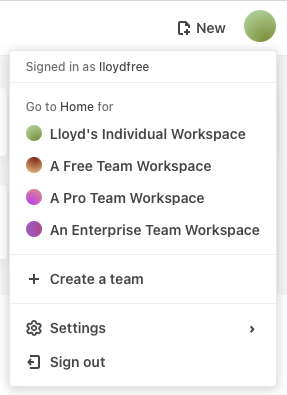 New
Signed in as lloydfree
Go to Home for
Lloyd's Individual Workspace
A Free Team Workspace
A Pro Team Workspace
An Enterprise Team Workspace
Create a team
Settings
Sign out